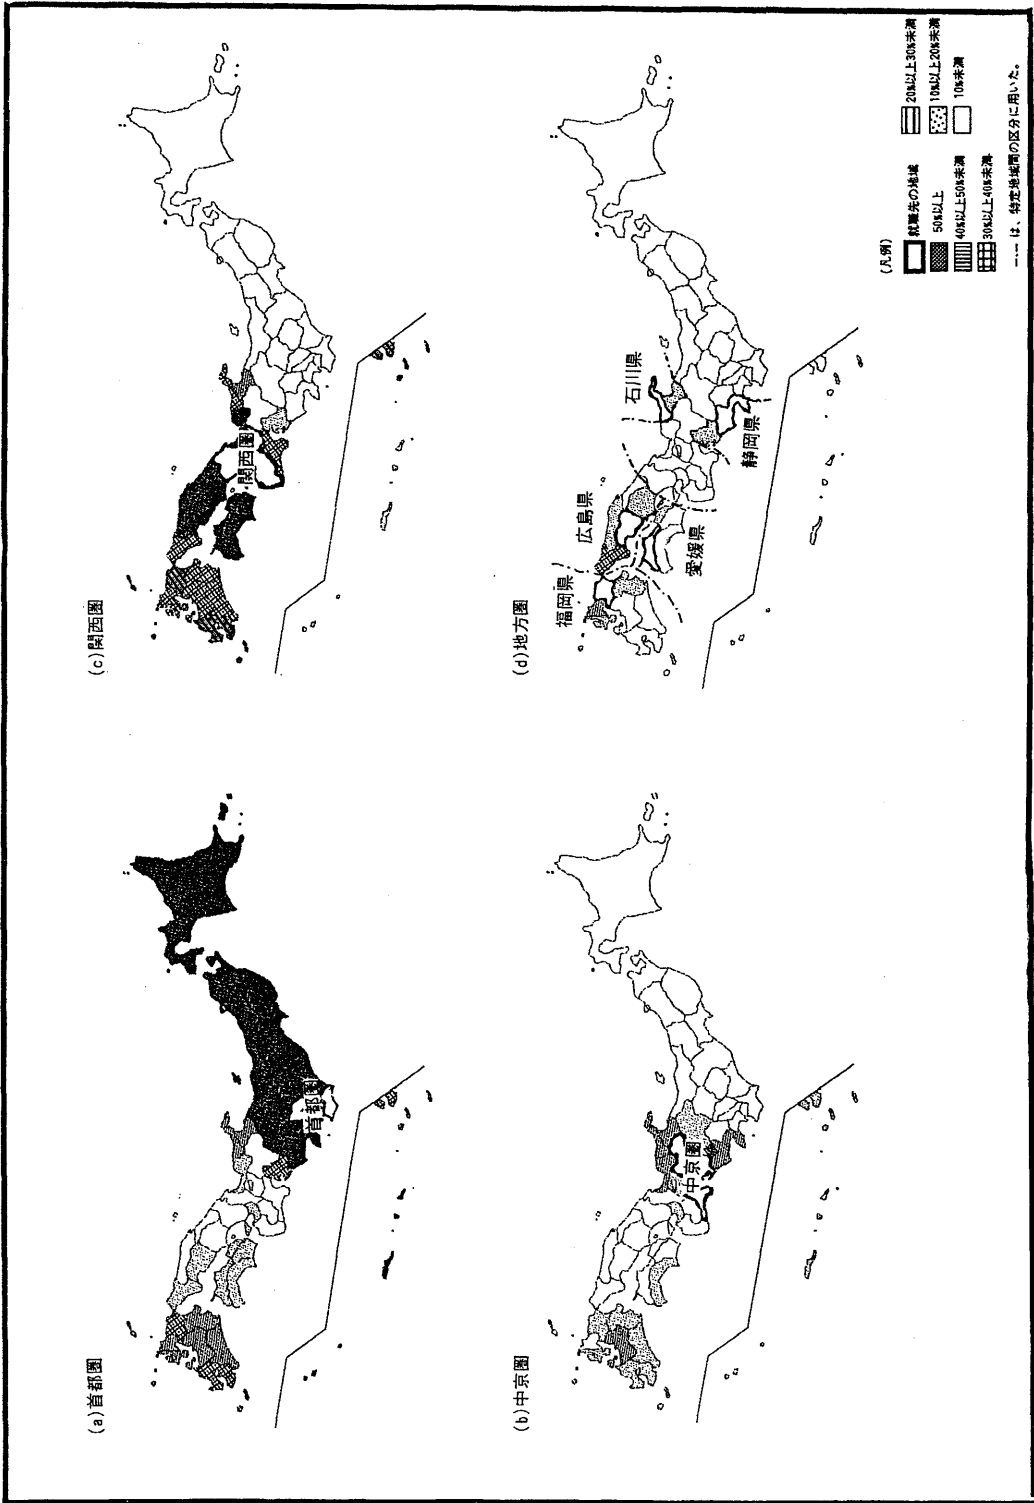 (a)首都圏
首都圏
(b)中京圏
中京圏
(c)関西圏
関西圏
(d)地方圏
福岡県
広島県
愛媛県
石川県
静岡県
(凡例)
就職先の地域
50%以上
40%以上50%未満
30%以上40%未満
20%以上30%未満
10%以上20%未満
10%未満
―・― は、特定地域間の区分に用いた。